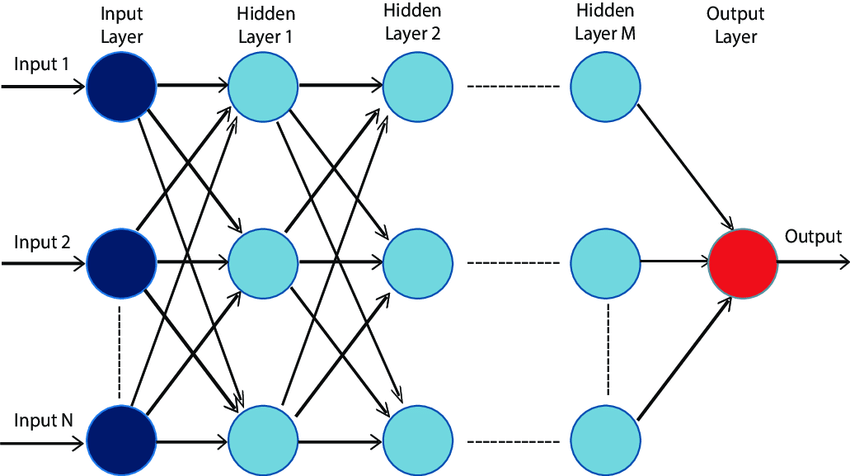 Input
Layer
Hidden
Layer 1
Hidden
Layer 2
Hidden
Layer M
Output
Layer
Input 1
Input 2
Output
Input N